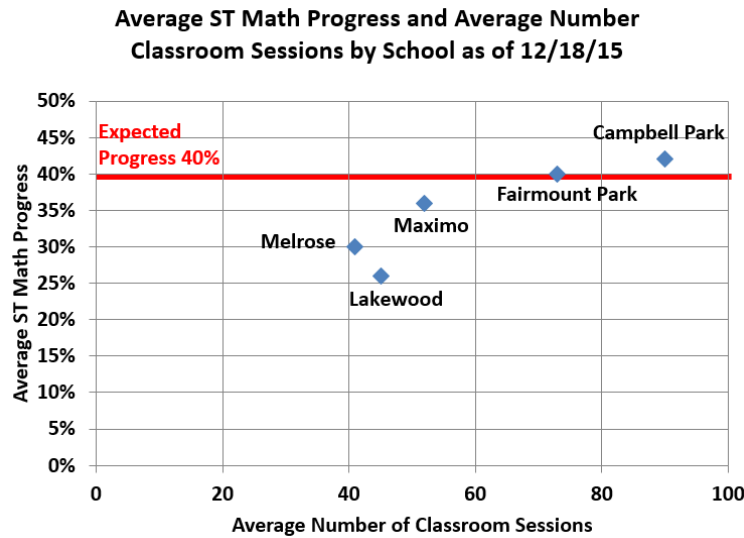 Average ST Math Progress and Average Number
Classroom Sessions by School as of 12/18/15
50%
45%
40%
35%
30%
25%
20%
15%
10%
5%
0%
Average ST Math Progress
Expected
Progress 40%
Campbell Park
Fairmount Park
Maximo
Melrose
Lakewood
0 20 40 60 80 100
Average Number of Classroom Sessions